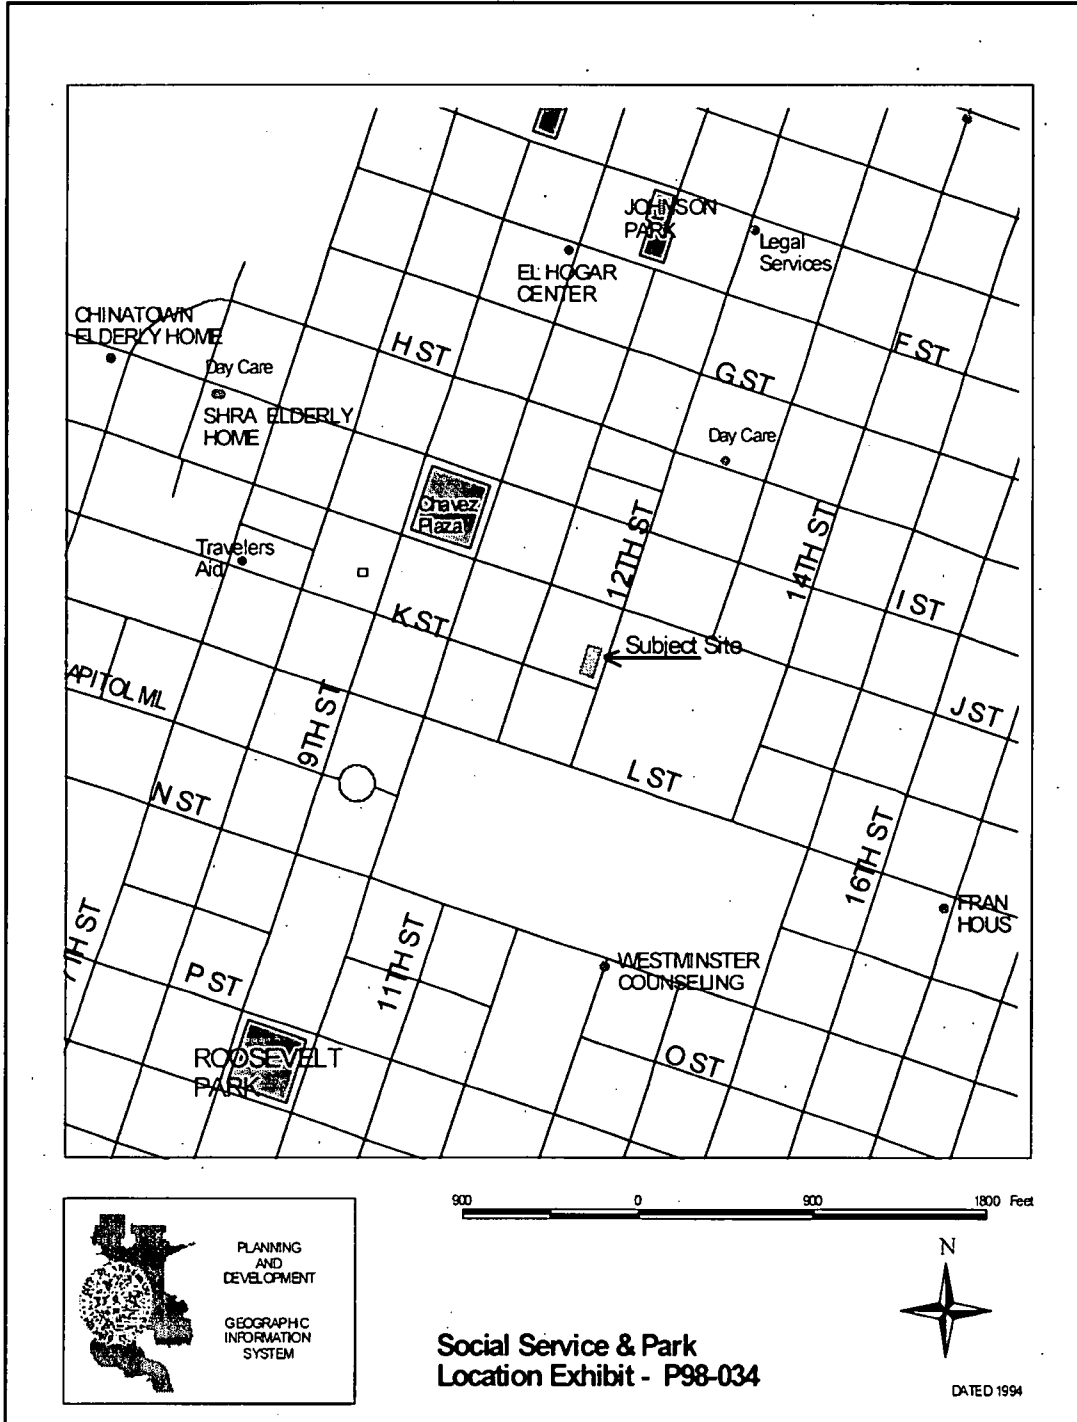 JOHNSON
PARK
Legal
Services
EL HOGAR
CENTER
CHINATOWN
ELDERLY HOME
H ST
F ST
Day Care
G ST
SHRA ELDERLY
HOME
Day Care
Chavez
Plaza
12TH ST
14TH ST
Travelers
Aid
I ST
K ST
Subject Site
APITOL ML
9TH ST
J ST
L ST
N ST
16TH ST
FRAN
HOUS
7TH ST
11TH ST
WESTMINSTER
COUNSELING
P ST
O ST
ROOSEVELT
PARK
900 0 900 1800 Feet
PLANNING
AND
DEVELOPMENT
GEOGRAPHIC
INFORMATION
SYSTEM
N
Social Service & Park
Location Exhibit - P98-034
DATED 1994